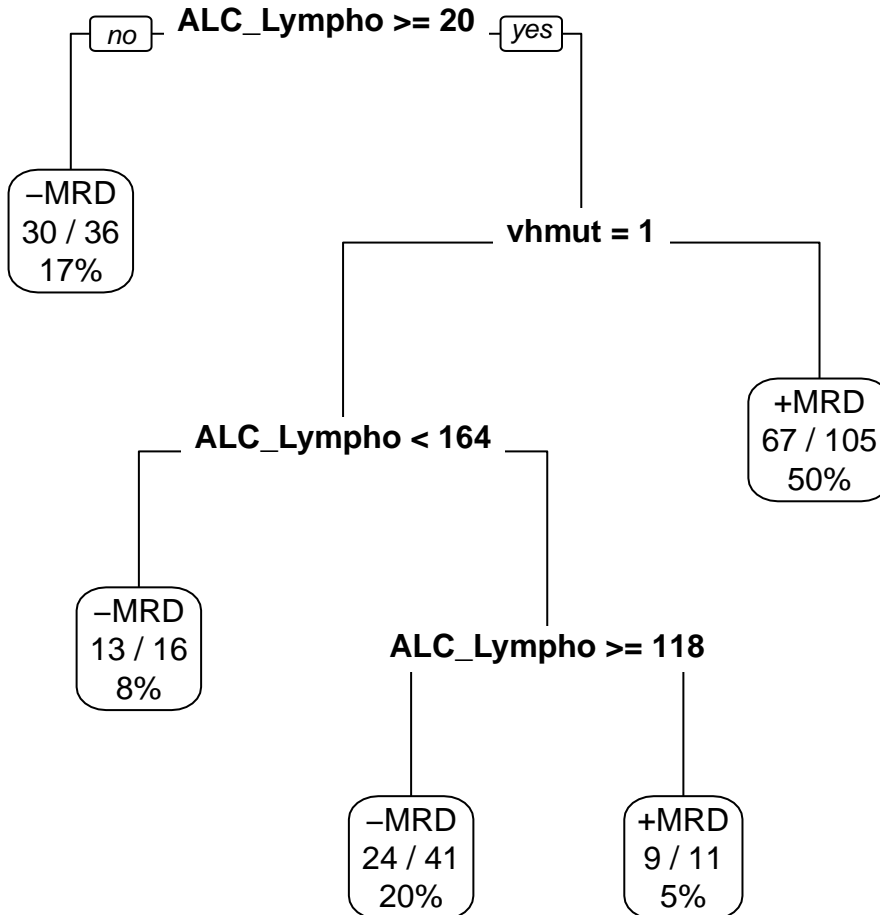 ALC_Lympho >= 20
no
yes
–MRD
30 / 36
17%
vhmut = 1
+MRD
67 / 105
50%
ALC_Lympho < 164
–MRD
13 / 16
8%
ALC_Lympho >= 118
–MRD
24 / 41
20%
+MRD
9 / 11
5%